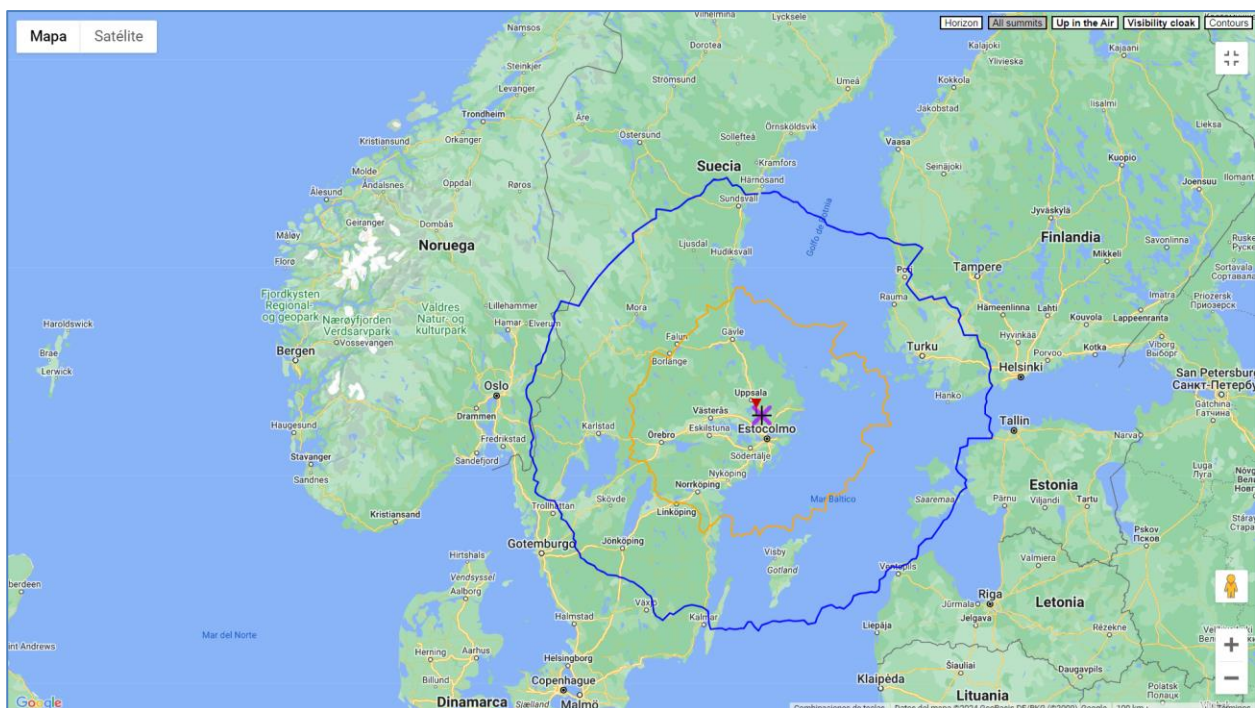 Mapa
Satélite
Horizon
All summits
Up in the Air
Visibility cloak
Contours
Namsos
Vilhelmina
Lycksele
Dorotea
Steinkjer
Levanger
Strömsund
Umeå
Kalajoki
Ylivieska
Kajaani
Kokkola
Jakobstad
Iisalmi
Lieksa
Trondheim
Åre
Östersund
Sollefteå
Örnsköldsvik
Kristiansund
Orkanger
Vaasa
Kuopio
Molde
Åndalsnes
Oppdal
Røros
Suecia
Kramfors
Härnösand
Seinäjoki
Joensuu
Ålesund
Sundsvall
Jyväskylä
Måløy
Geiranger
Dombås
Noruega
Ljusdal
Hudiksvall
Finlandia
Savonlinna
Florø
Mikkeli
Tampere
Fjordkysten
Regional-
og geopark
Nærøyfjorden
Verdsarvpark
Vossevangen
Valdres
Natur- og
kulturpark
Lillehammer
Hamar
Elverum
Mora
Rauma
Hämeenlinna
Lahti
Kouvola
Imatra
Lappeenranta
Priozersk
Приозерск
Haroldswick
Brae
Lerwick
Bergen
Falun
Gävle
Borlänge
Turku
Hyvinkää
Porvoo
Kotka
Viborg
Выборг
Oslo
Uppsala
Helsinki
Hanko
San Petersburgo
Drammen
Västerås
Karlstad
Örebro
Eskilstuna
Estocolmo
Tallin
Gátchina
Гатчина
Haugesund
Fredrikstad
Sandefjord
Södertälje
Narva
Stavanger
Sandnes
Nyköping
Norrköping
Skövde
Linköping
Mar Báltico
Saaremaa
Estonia
Pärnu
Viljandi
Tartu
Luga
Луга
Kristiansand
Trollhättan
Gotemburgo
Jönköping
Visby
Gotland
Pskov
Псков
Hirtshals
Vendsyssel
Aalborg
Ventspils
Valmiera
Riga
Jūrmala
Jelgava
Letonia
Halmstad
Växjö
Kalmar
Liepāja
Rēzekne
Mar del Norte
Herning
Aarhus
Billund
Helsingborg
Copenhague
Malmö
Dinamarca
Sjælland
Klaipėda
Šiauliai
Daugavpils
Lituania
Polatsk
Полацк
Google